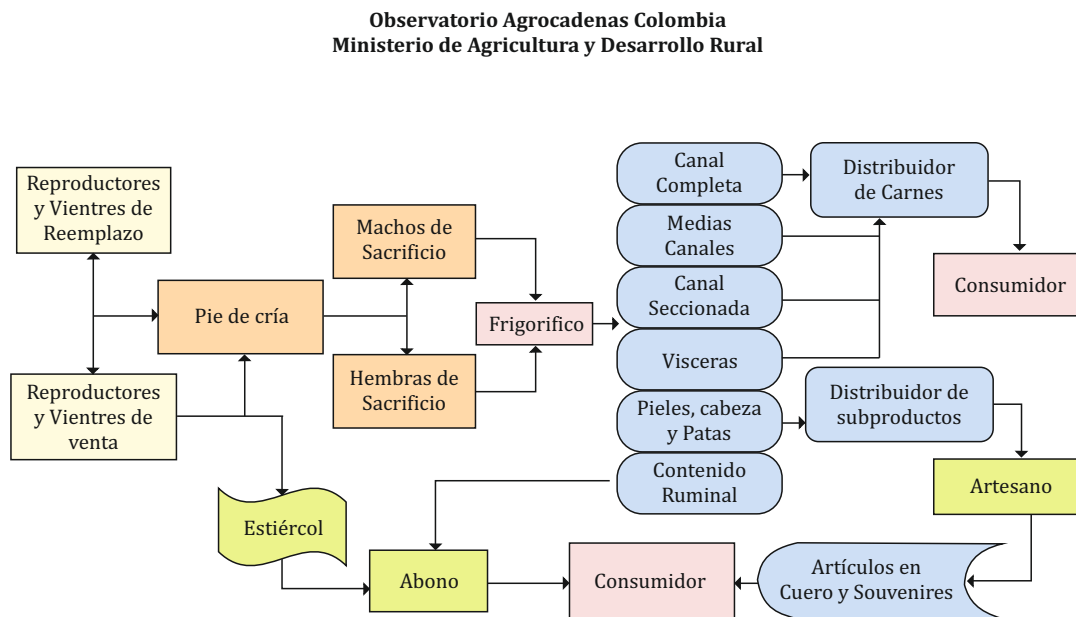 Observatorio Agrocadenas Colombia
Ministerio de Agricultura y Desarrollo Rural
Reproductores
y Vientres de
Reemplazo
Pie de cría
Reproductores
y Vientres de
venta
Machos de
Sacrificio
Hembras de
Sacrificio
Frigorifico
Canal
Completa
Medias
Canales
Canal
Seccionada
Visceras
Pieles, cabeza
y Patas
Contenido
Ruminal
Distribuidor
de Carnes
Consumidor
Distribuidor de
subproductos
Artesano
Estiércol
Abono
Consumidor
Artículos en
Cuero y Souvenires